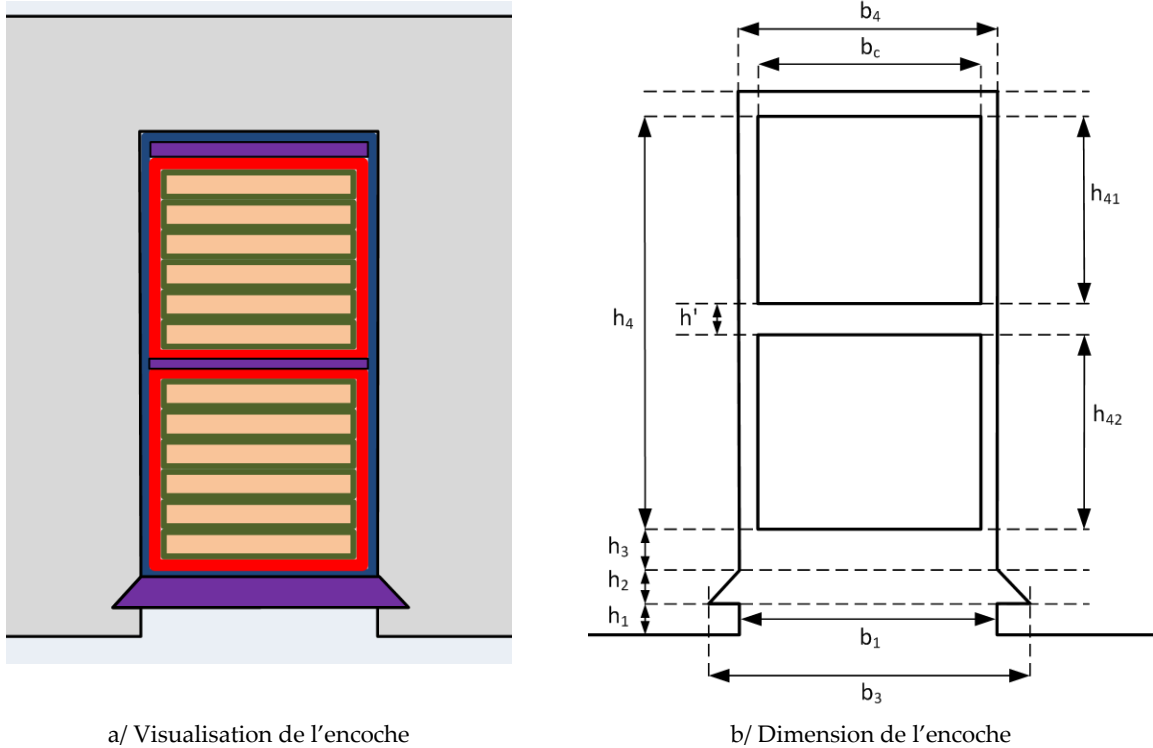 b4
bc
h41
h4
h'
h42
h3
h2
h1
b1
b3
a/ Visualisation de l'encoche
b/ Dimension de l'encoche